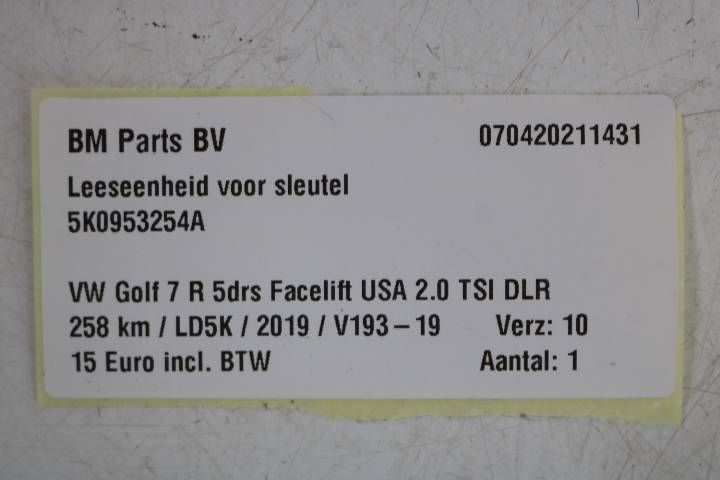 BM Parts BV 070420211431
Leeseenheid voor sleutel
5K0953254A
VW Golf 7 R 5drs Facelift USA 2.0 TSI DLR
258 km / LD5K / 2019 / V193-19 Verz: 10
15 Euro incl. BTW Aantal: 1